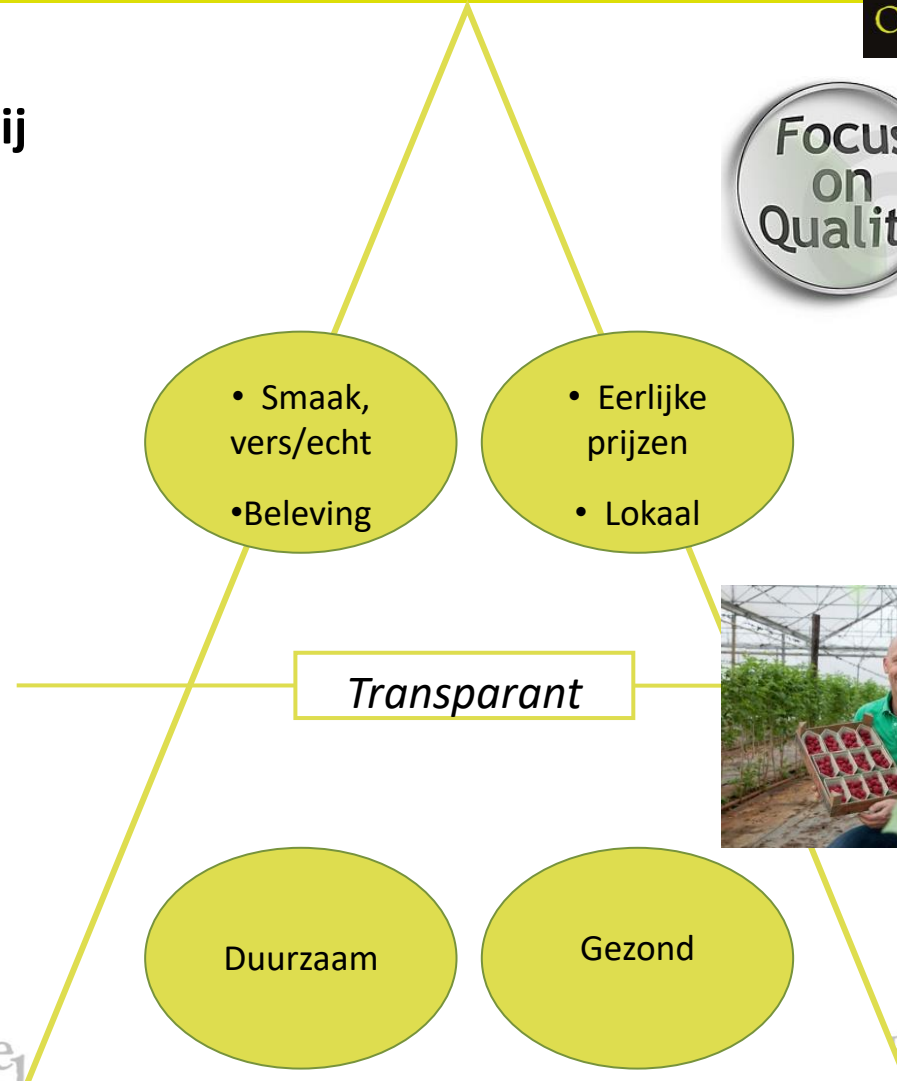 ij
Focus
on
Qualit
• Smaak,
vers/echt
•Beleving
• Eerlijke
prijzen
• Lokaal
Transparant
Duurzaam
Gezond